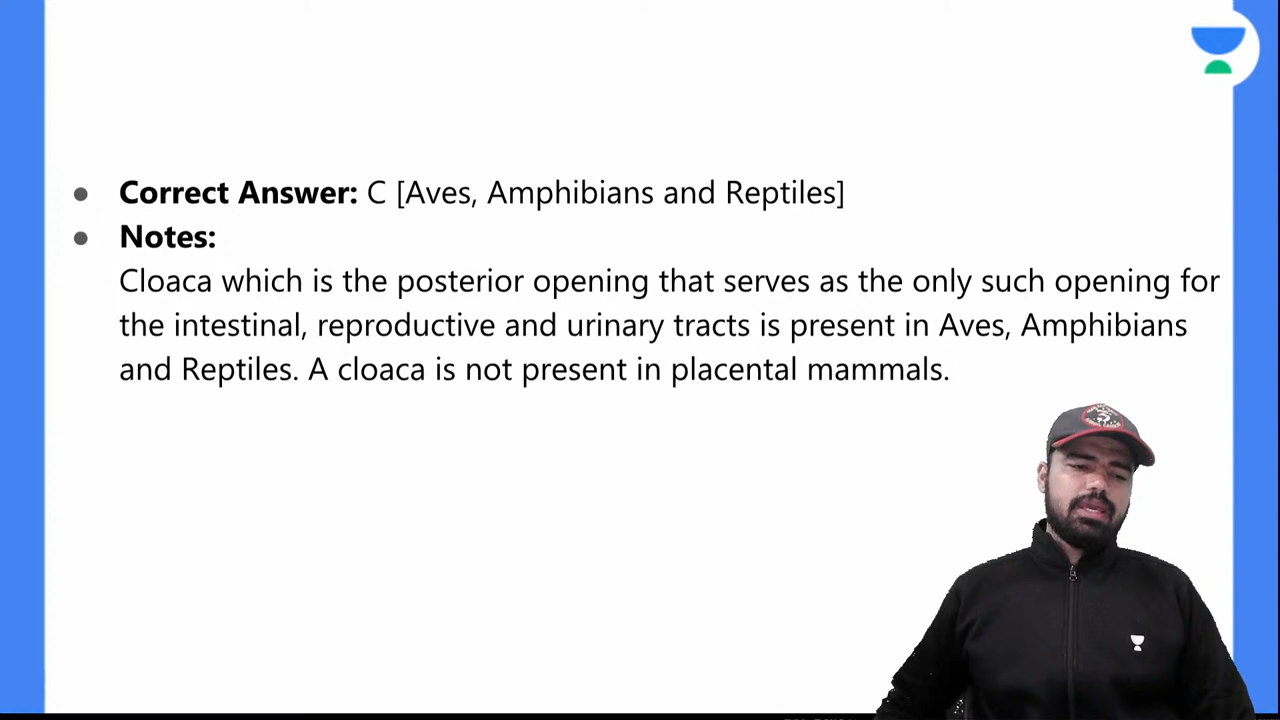 Correct Answer: C [Aves, Amphibians and Reptiles]
Notes:
Cloaca which is the posterior opening that serves as the only such opening for
the intestinal, reproductive and urinary tracts is present in Aves, Amphibians
and Reptiles. A cloaca is not present in placental mammals.